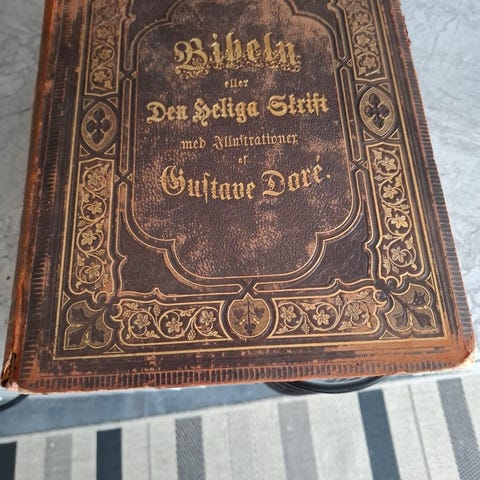 Bibeln
eller
Den Heliga Skrift
med Illustrationer
af
Gustave Doré.